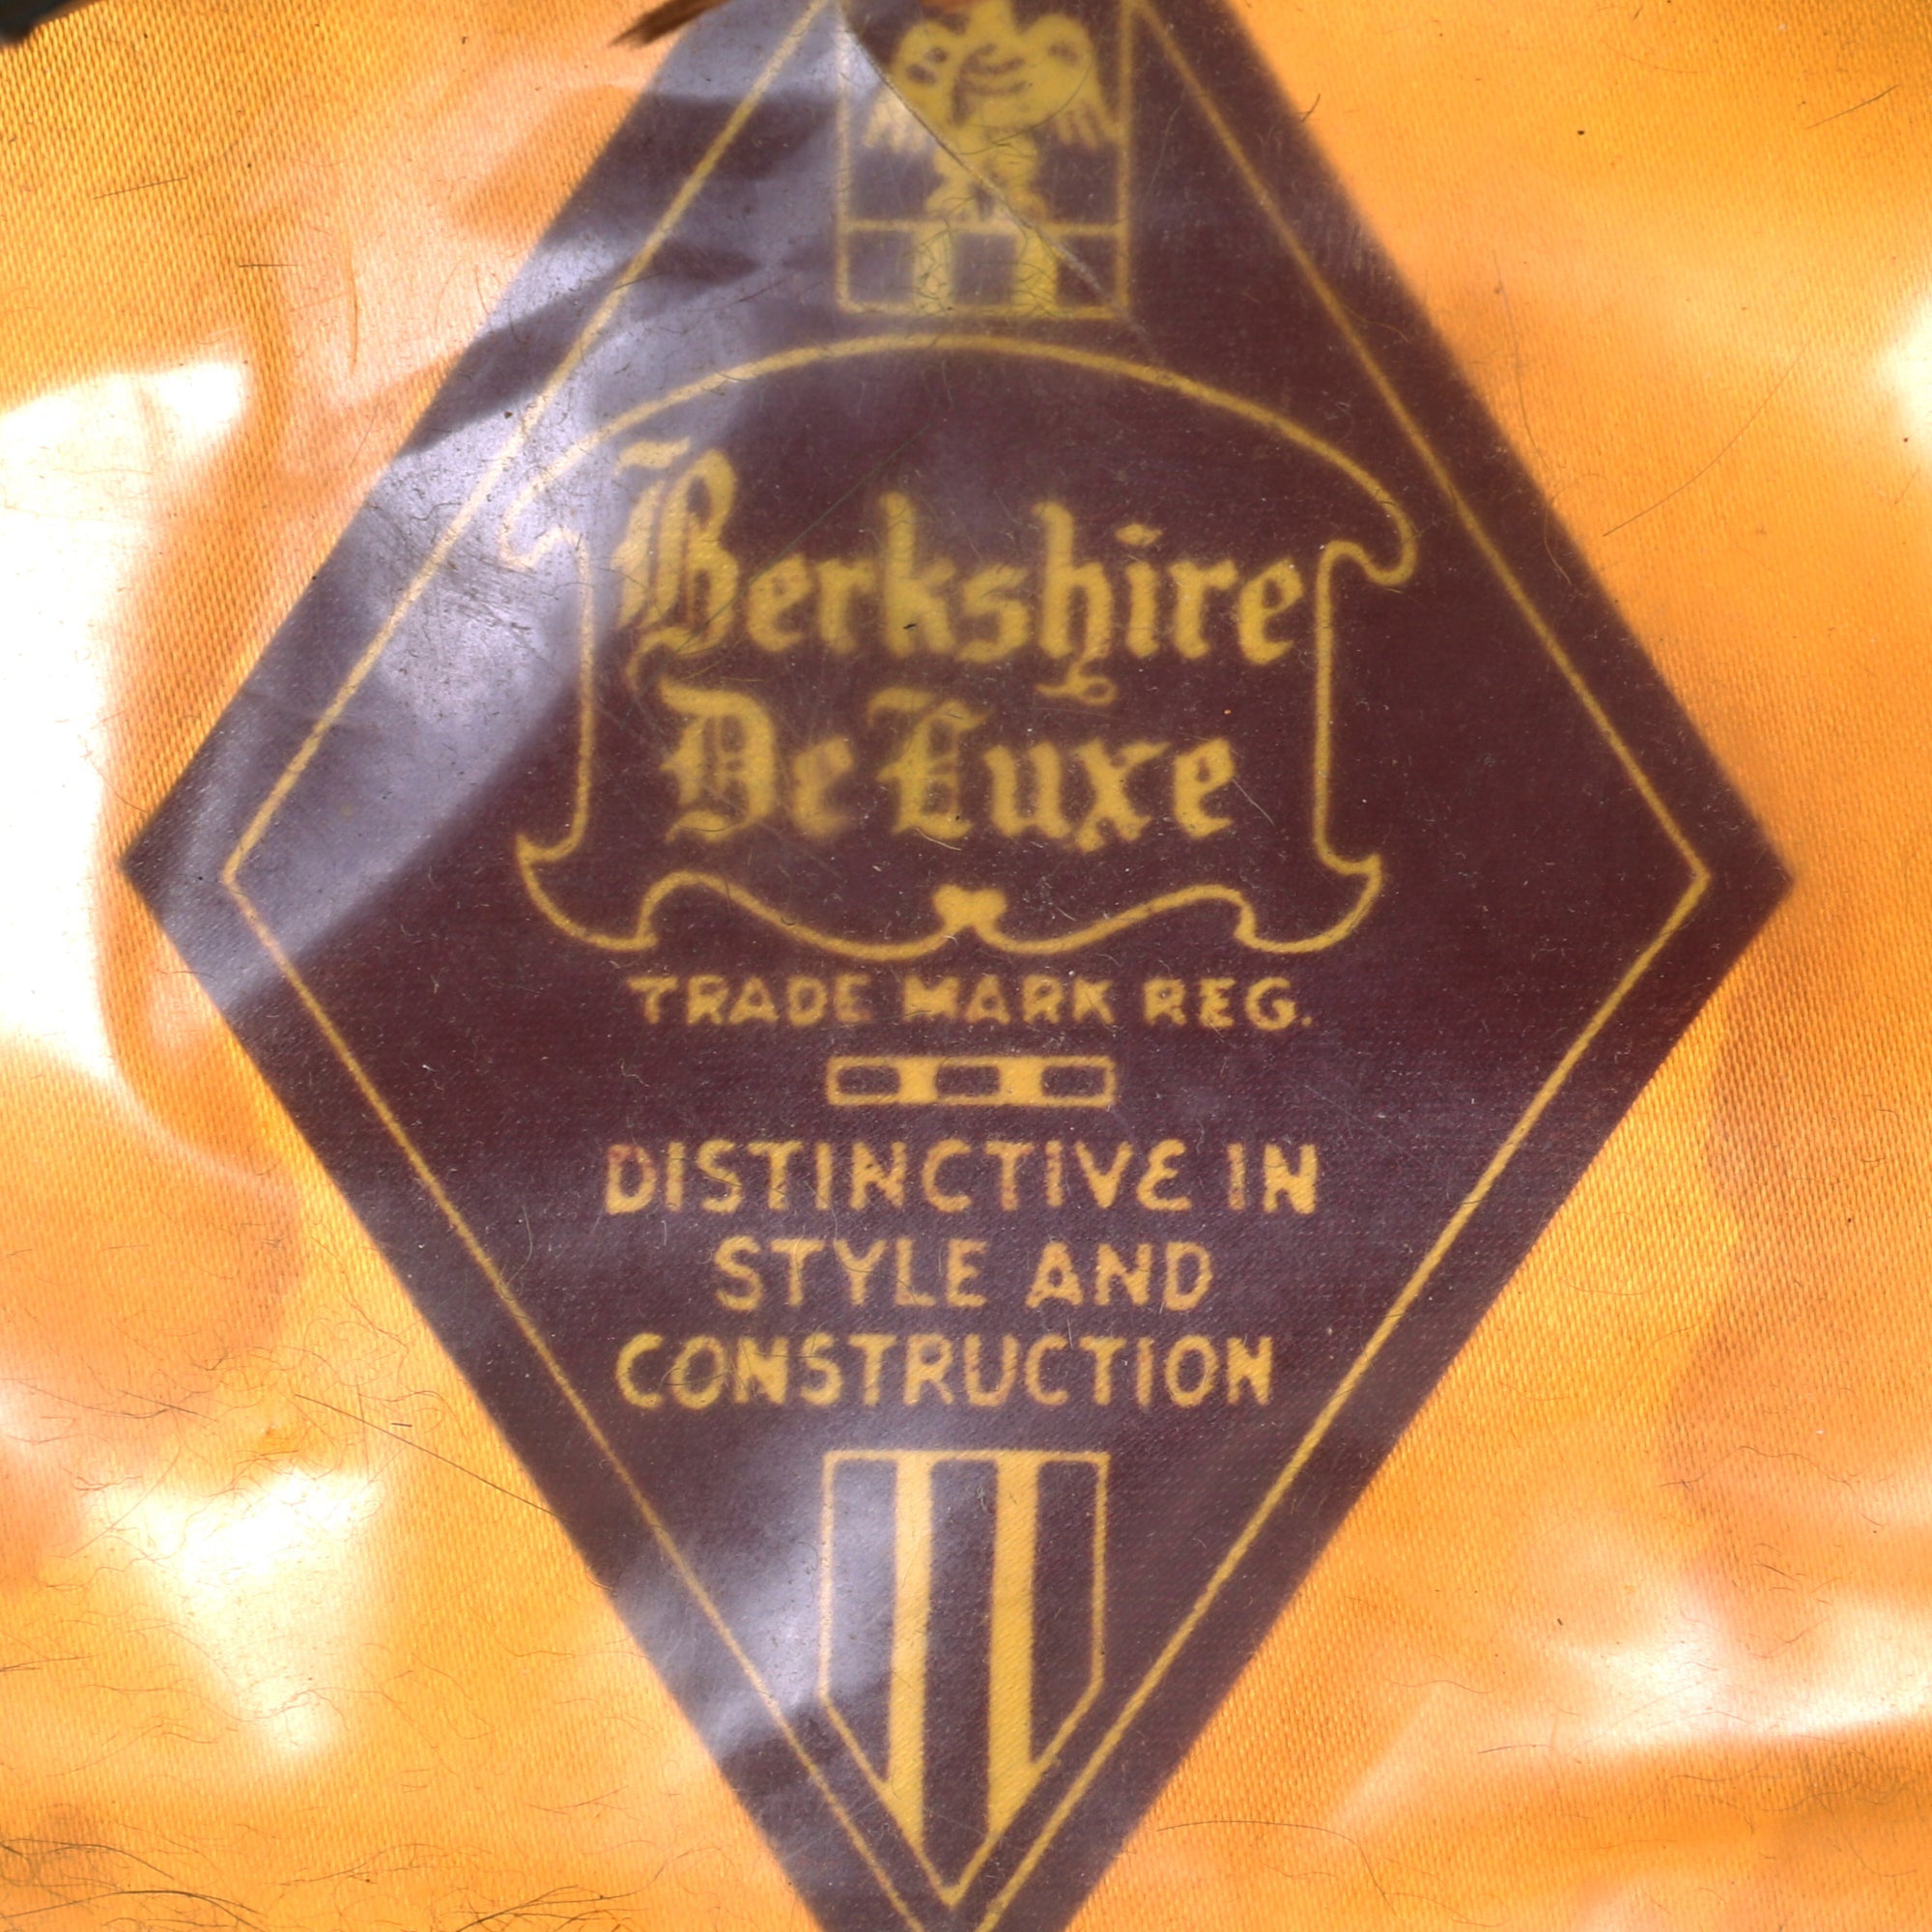 Berkshire
De Luxe
TRADE MARK REG.
DISTINCTIVE IN
STYLE AND
CONSTRUCTION